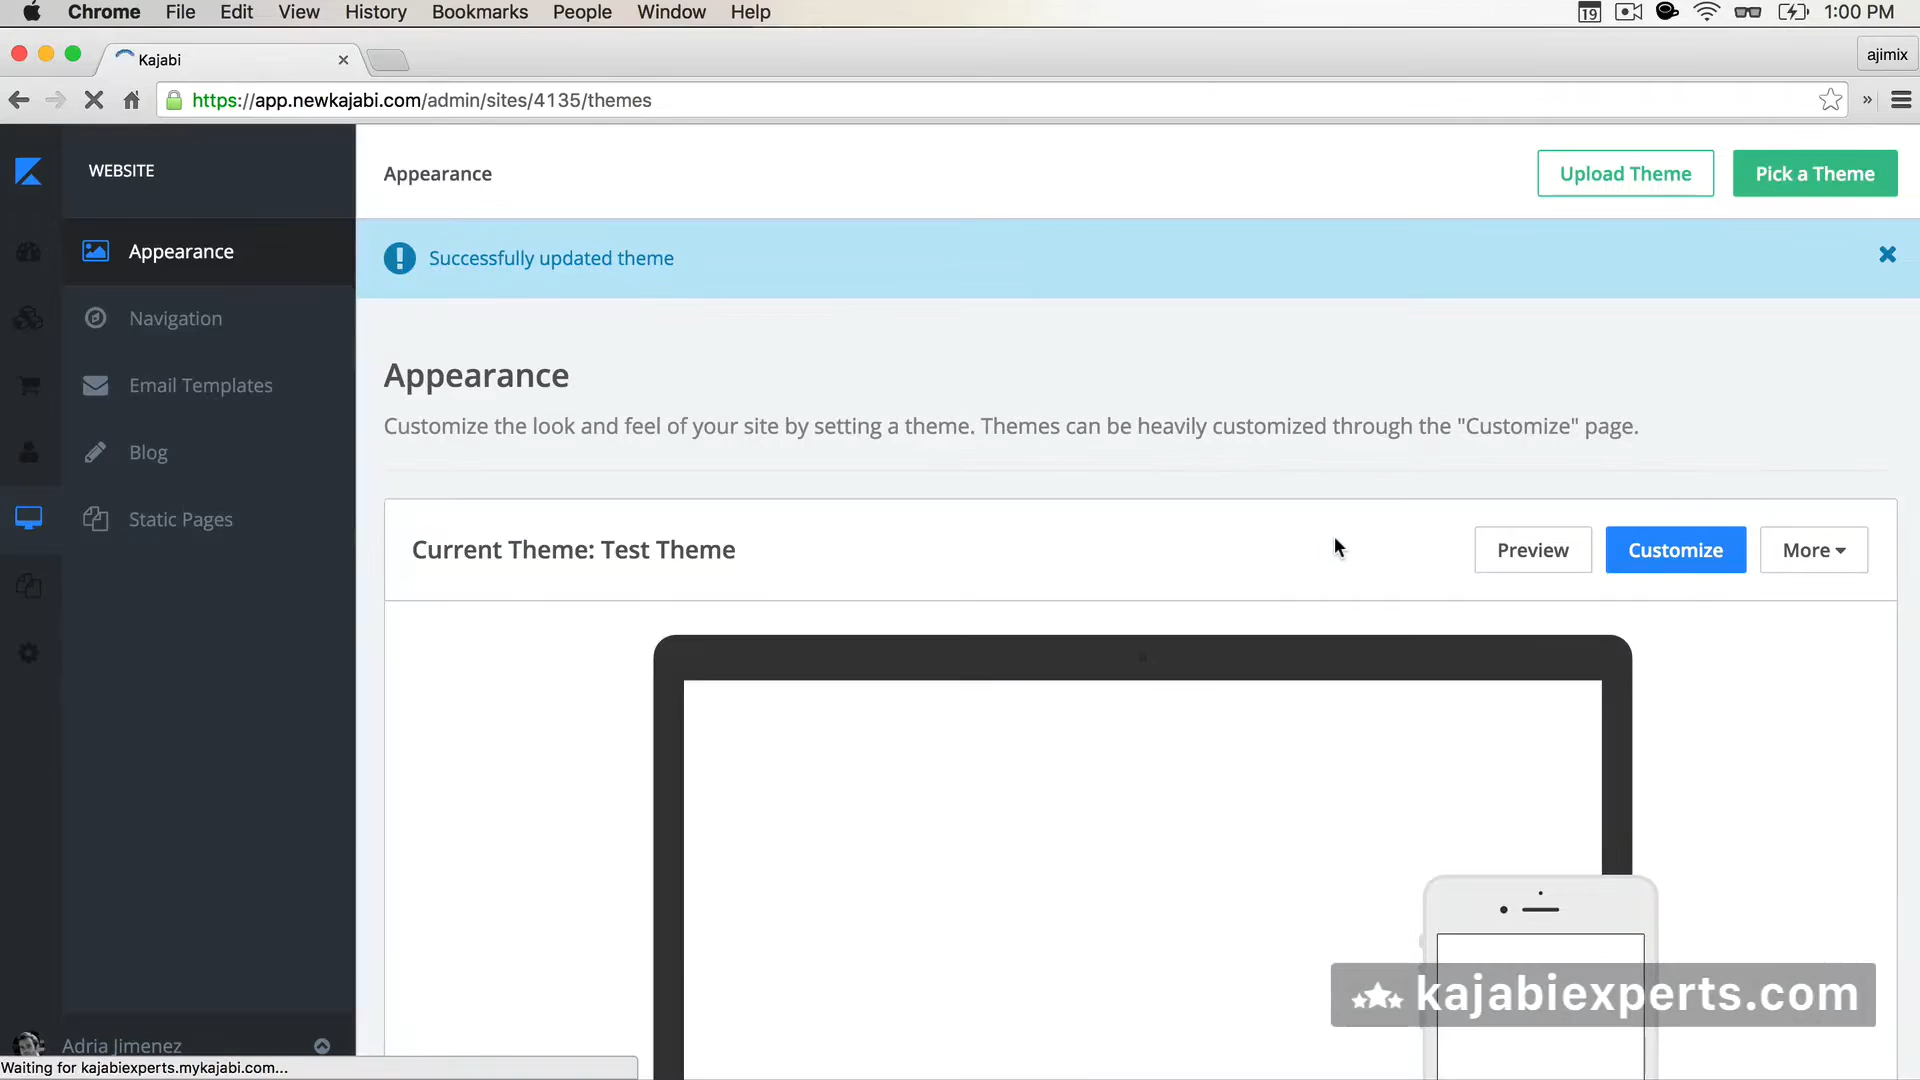 Chrome File Edit View History Bookmarks People Window Help 19 1:00 PM
Kajabi ajimix
https://app.newkajabi.com/admin/sites/4135/themes »
WEBSITE
Appearance
Upload Theme
Pick a Theme
Appearance
Navigation
Email Templates
Blog
Static Pages
Successfully updated theme
Appearance
Customize the look and feel of your site by setting a theme. Themes can be heavily customized through the "Customize" page.
Current Theme: Test Theme
Preview
Customize
More
kajabiexperts.com
Adria Jimenez
Waiting for kajabiexperts.mykajabi.com...